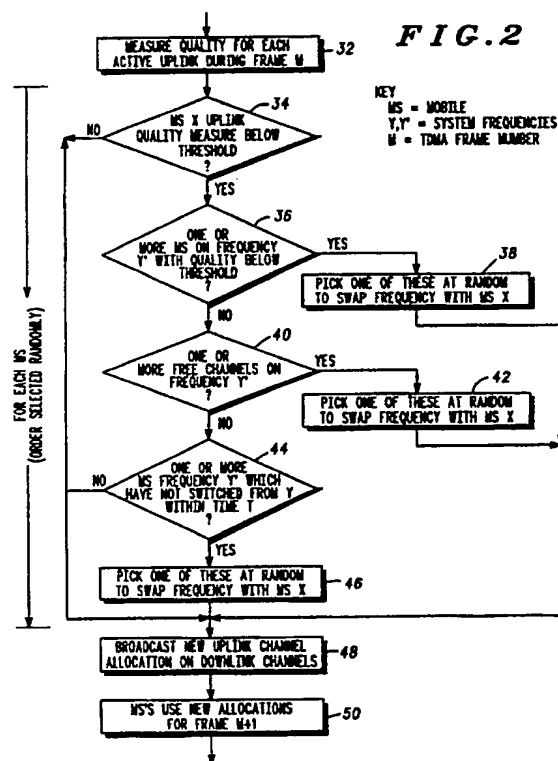 FIG.2
MEASURE QUALITY FOR EACH
ACTIVE UPLINK DURING FRAME M
32
KEY
MS = MOBILE
Y,Y' = SYSTEM FREQUENCIES
M = TDMA FRAME NUMBER
34
NO
MS X UPLINK
QUALITY MEASURE BELOW
THRESHOLD
?
YES
36
ONE OR
MORE MS ON FREQUENCY
Y' WITH QUALITY BELOW
THRESHOLD
?
YES
38
PICK ONE OF THESE AT RANDOM
TO SWAP FREQUENCY WITH MS X
NO
FOR EACH MS
(ORDER SELECTED RANDOMLY)
40
ONE OR
MORE FREE CHANNELS ON
FREQUENCY Y'
?
YES
42
PICK ONE OF THESE AT RANDOM
TO SWAP FREQUENCY WITH MS X
NO
44
NO
ONE OR MORE
MS FREQUENCY Y' WHICH
HAVE NOT SWITCHED FROM Y
WITHIN TIME T
?
YES
PICK ONE OF THESE AT RANDOM
TO SWAP FREQUENCY WITH MS X
46
BROADCAST NEW UPLINK CHANNEL
ALLOCATION ON DOWNLINK CHANNELS
48
MS'S USE NEW ALLOCATIONS
FOR FRAME M+1
50